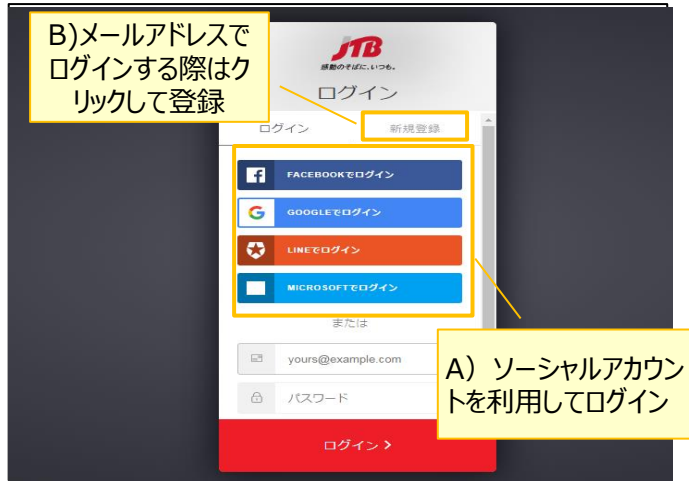 B)メールアドレスで
ログインする際はク
リックして登録
JTB
感動のそばに、いつも。
ログイン
ログイン
新規登録
FACEBOOKでログイン
GOOGLEでログイン
LINEでログイン
MICROSOFTでログイン
または
yours@example.com
パスワード
A）ソーシャルアカウン
トを利用してログイン
ログイン >